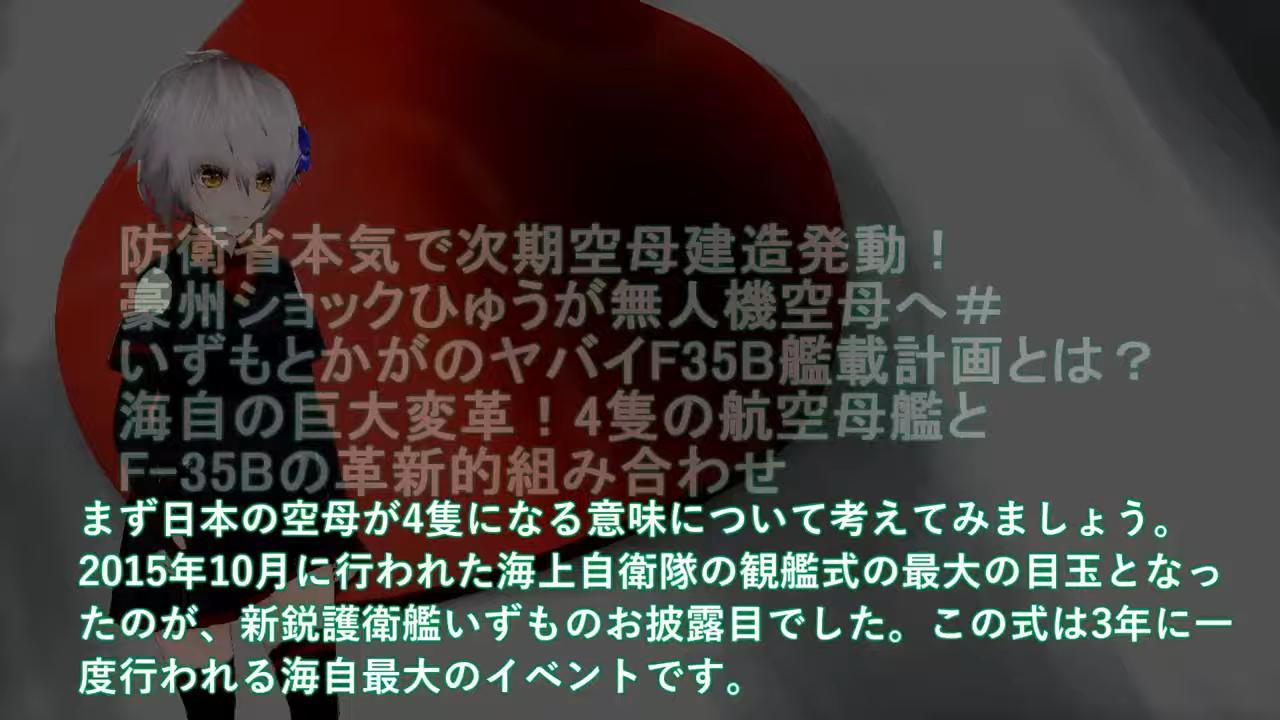 防衛省本気で次期空母建造発動！
豪州ショックひゅうが無人機空母へ＃
いずもとかがのヤバイF35B艦載計画とは？
海自の巨大変革！4隻の航空母艦と
F-35Bの革新的組み合わせ
まず日本の空母が4隻になる意味について考えてみましょう。
2015年10月に行われた海上自衛隊の観艦式の最大の目玉となっ
たのが、新鋭護衛艦いずものお披露目でした。この式は3年に一
度行われる海自最大のイベントです。